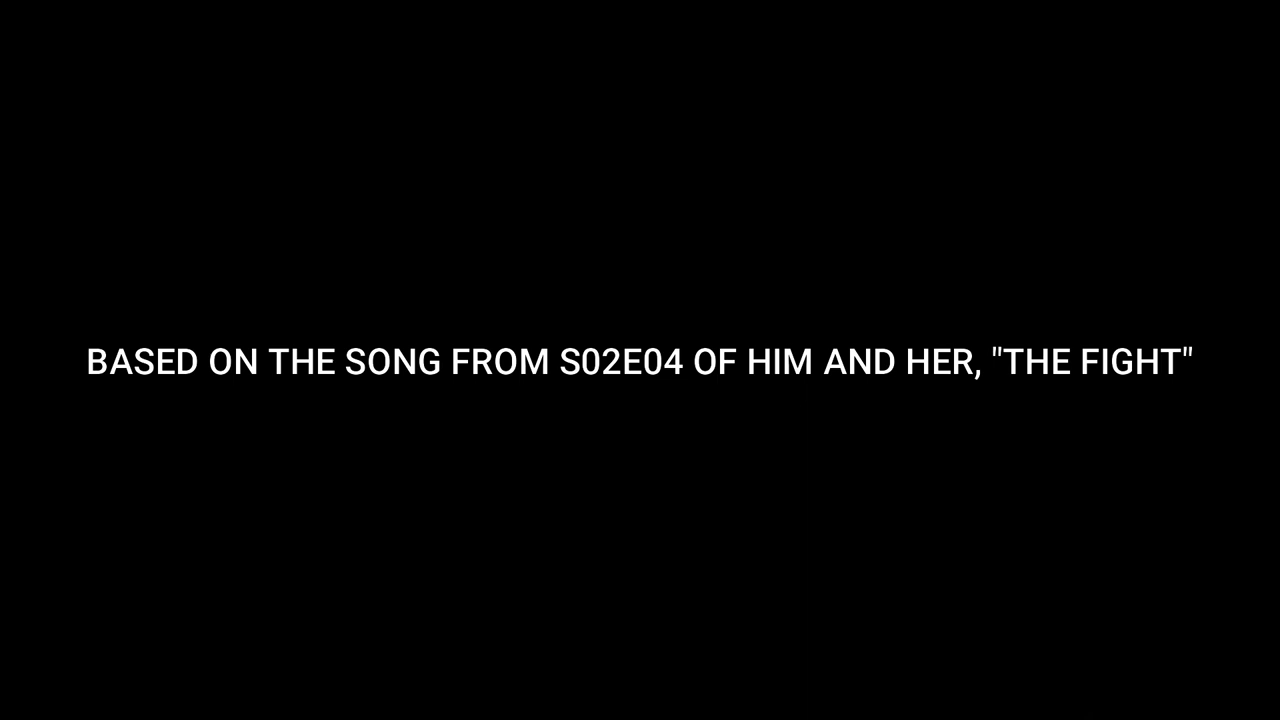 BASED ON THE SONG FROM S02E04 OF HIM AND HER, "THE FIGHT"